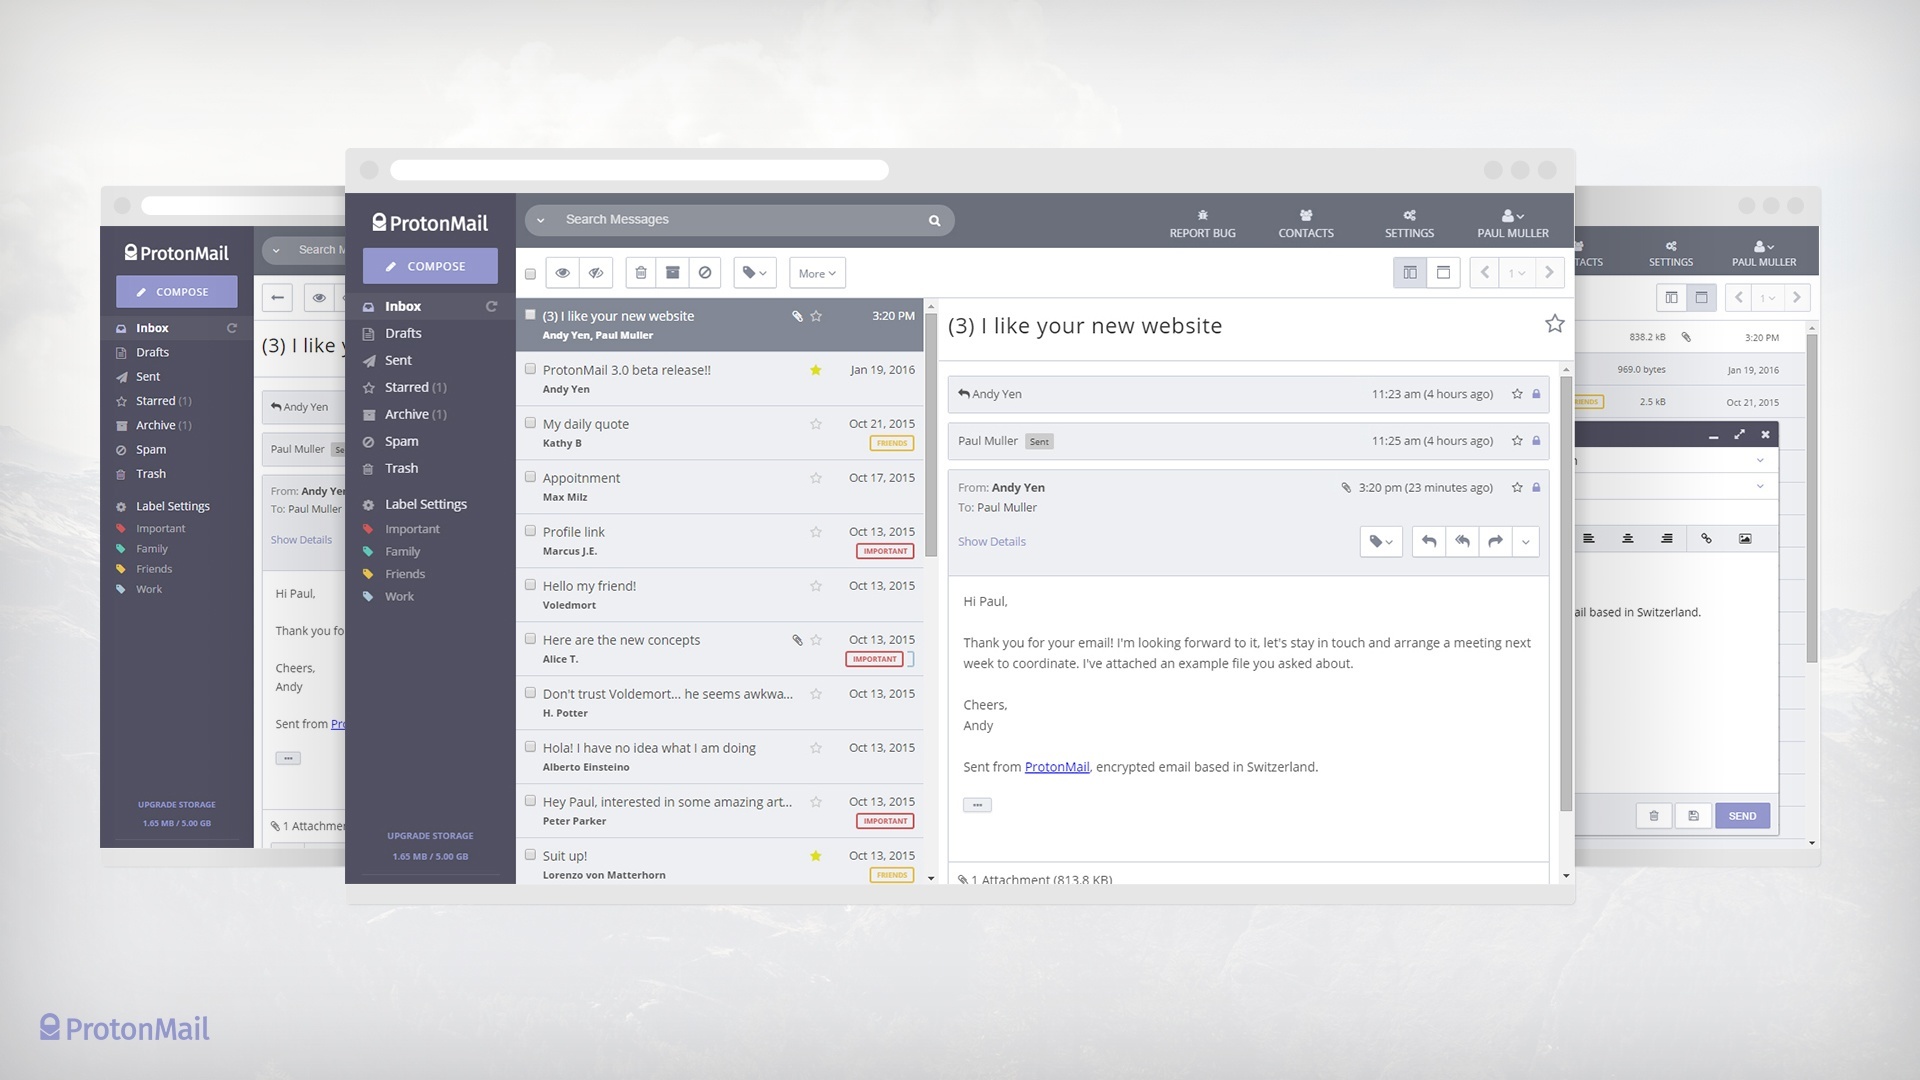 ProtonMail
COMPOSE
Inbox
Drafts
Sent
Starred (1)
Archive (1)
Spam
Trash
Label Settings
Important
Family
Friends
Work
UPGRADE STORAGE
1.65 MB / 5.00 GB
Search
(3) I like
Andy Yen
Paul Muller
From: Andy Yen
To: Paul Muller
Show Details
Hi Paul,
Thank you for
Cheers,
Andy
Sent from
1 Attachment
ProtonMail
COMPOSE
Inbox
Drafts
Sent
Starred (1)
Archive (1)
Spam
Trash
Label Settings
Important
Family
Friends
Work
UPGRADE STORAGE
1.65 MB / 5.00 GB
Search Messages
REPORT BUG
CONTACTS
SETTINGS
PAUL MULLER
More
1
(3) I like your new website 3:20 PM
Andy Yen, Paul Muller
ProtonMail 3.0 beta release!! Jan 19, 2016
Andy Yen
My daily quote Oct 21, 2015
Kathy B FRIENDS
Appoitnment Oct 17, 2015
Max Milz
Profile link Oct 13, 2015
Marcus J.E. IMPORTANT
Hello my friend! Oct 13, 2015
Voledmort
Here are the new concepts Oct 13, 2015
Alice T. IMPORTANT
Don't trust Voldemort... he seems awkwa... Oct 13, 2015
H. Potter
Hola! I have no idea what I am doing Oct 13, 2015
Alberto Einsteino
Hey Paul, interested in some amazing art... Oct 13, 2015
Peter Parker IMPORTANT
Suit up! Oct 13, 2015
Lorenzo von Matterhorn FRIENDS
(3) I like your new website
Andy Yen 11:23 am (4 hours ago)
Paul Muller Sent 11:25 am (4 hours ago)
From: Andy Yen 3:20 pm (23 minutes ago)
To: Paul Muller
Show Details
Hi Paul,
Thank you for your email! I'm looking forward to it, let's stay in touch and arrange a meeting next
week to coordinate. I've attached an example file you asked about.
Cheers,
Andy
Sent from ProtonMail, encrypted email based in Switzerland.
1 Attachment (813.8 KB)
TACTS
SETTINGS
PAUL MULLER
1
838.2 kB 3:20 PM
969.0 bytes Jan 19, 2016
2.5 kB Oct 21, 2015
ail based in Switzerland.
SEND
ProtonMail